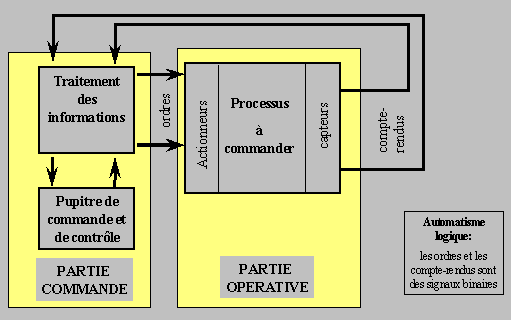 Traitement
des
informations
ordres
Actionneurs
Processus
à
commander
capteurs
compte-
rendus
Pupitre de
commande et
de contrôle
PARTIE
COMMANDE
PARTIE
OPERATIVE
Automatisme
logique:
les ordres et les
compte-rendus sont
des signaux binaires